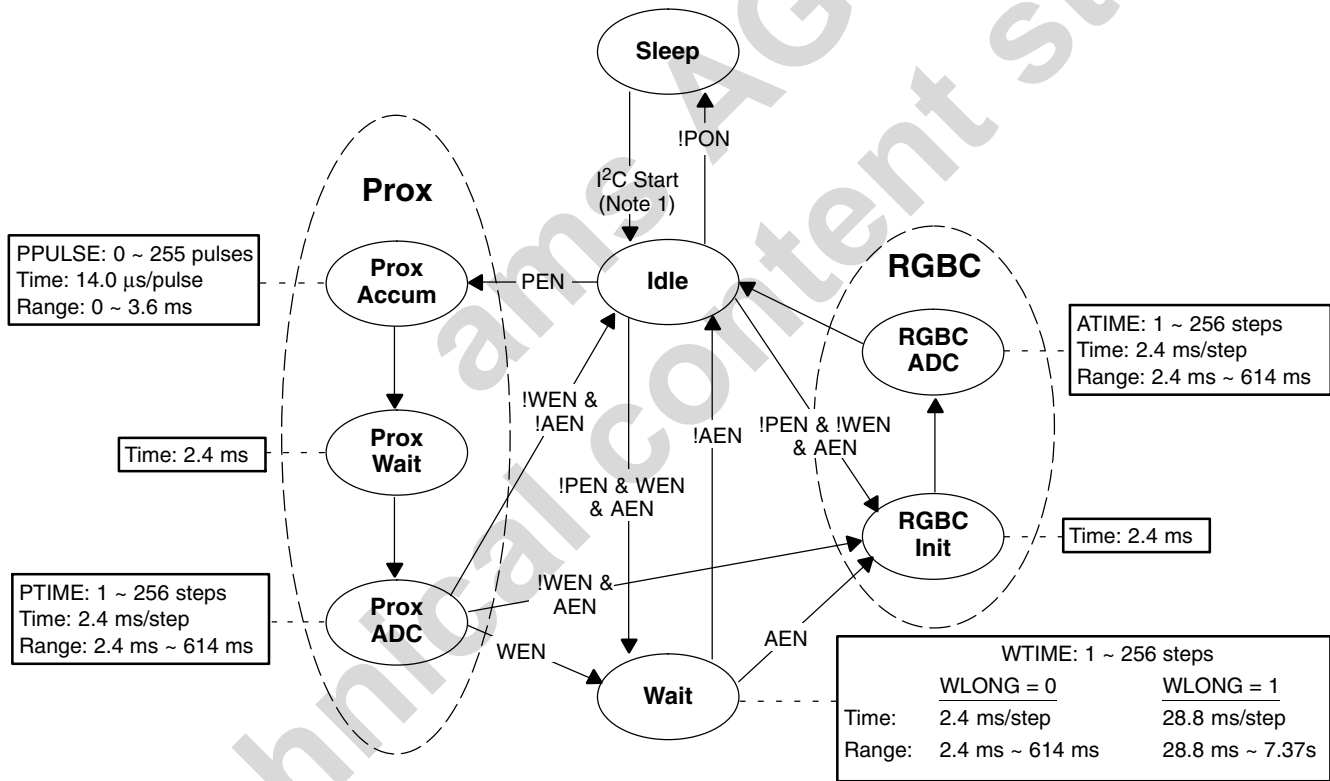 Sleep
!PON
I²C Start
(Note 1)
Prox
RGBC
PPULSE: 0 ~ 255 pulses
Time: 14.0 μs/pulse
Range: 0 ~ 3.6 ms
Prox
Accum
PEN
Idle
RGBC
ADC
ATIME: 1 ~ 256 steps
Time: 2.4 ms/step
Range: 2.4 ms ~ 614 ms
!WEN &
!AEN
!AEN
!PEN & !WEN
& AEN
Time: 2.4 ms
Prox
Wait
!PEN & WEN
& AEN
RGBC
Init
Time: 2.4 ms
PTIME: 1 ~ 256 steps
Time: 2.4 ms/step
Range: 2.4 ms ~ 614 ms
Prox
ADC
!WEN &
AEN
WEN
AEN
Wait
WTIME: 1 ~ 256 steps
WLONG = 0 WLONG = 1
Time: 2.4 ms/step 28.8 ms/step
Range: 2.4 ms ~ 614 ms 28.8 ms ~ 7.37s
ams AG
hnical content st